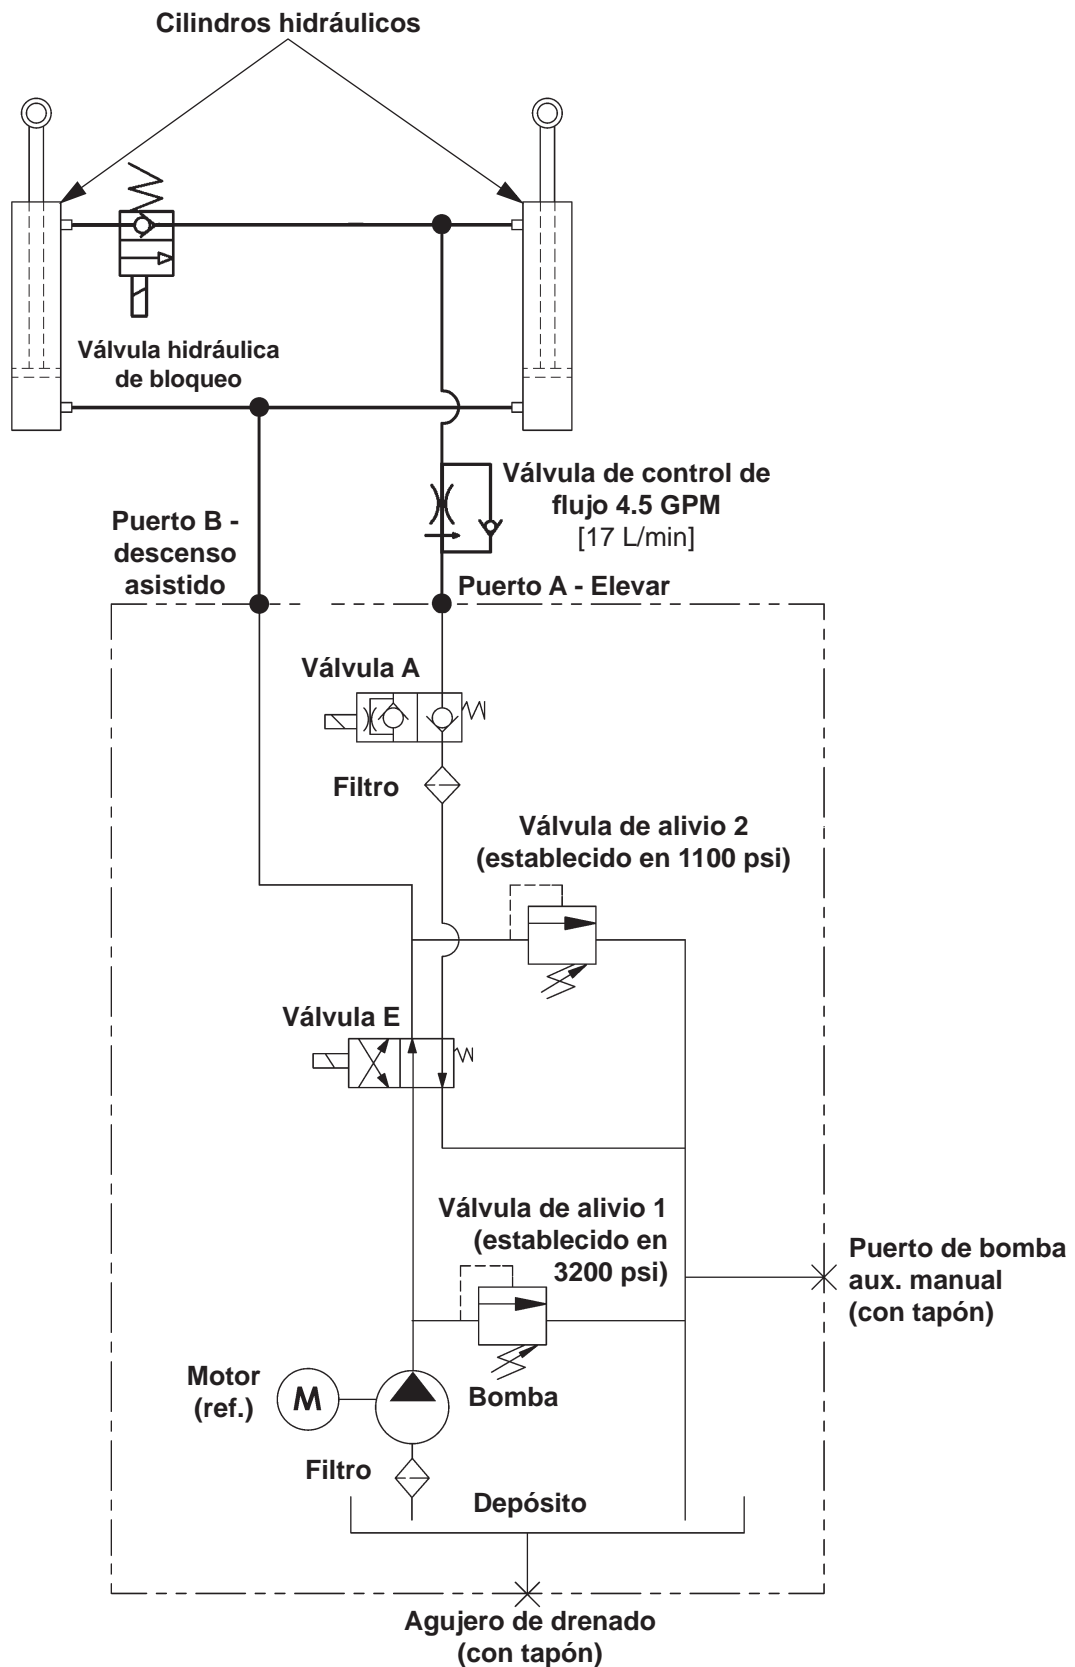 Cilindros hidráulicos
Válvula hidráulica
de bloqueo
Válvula de control de
flujo 4.5 GPM
[17 L/min]
Puerto B -
descenso
asistido
Puerto A - Elevar
Válvula A
Filtro
Válvula de alivio 2
(establecido en 1100 psi)
Válvula E
Válvula de alivio 1
(establecido en
3200 psi)
Puerto de bomba
aux. manual
(con tapón)
Motor
(ref.)
M
Bomba
Filtro
Depósito
Agujero de drenado
(con tapón)